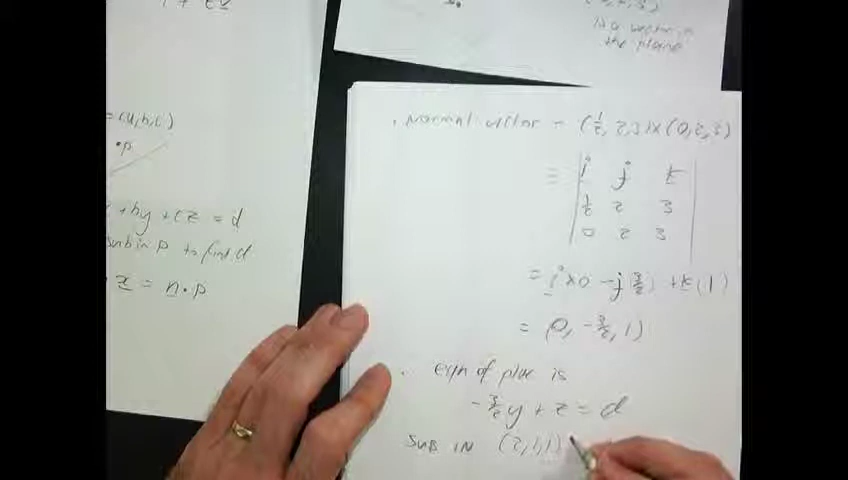 (a,b,c)
•p
+by +cz = d
sub in p to find d
x = n•p
is a vector in
the plane
. normal vector = (1/2, 2,3)×(0,2,3)
= | i j k |
| 1/2 2 3 |
| 0 2 3 |
= i×0 -j(3/2) +k(1)
= (0, -3/2, 1)
. eqn of plane is
-3/2 y + z = d
SUB IN (2,1,1)